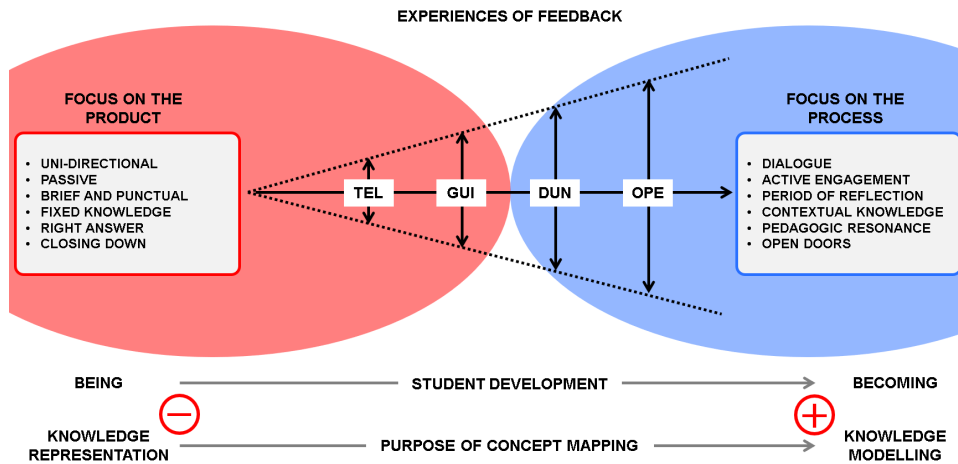 EXPERIENCES OF FEEDBACK
FOCUS ON THE
PRODUCT
• UNI-DIRECTIONAL
• PASSIVE
• BRIEF AND PUNCTUAL
• FIXED KNOWLEDGE
• RIGHT ANSWER
• CLOSING DOWN
TEL
GUI
DUN
OPE
FOCUS ON THE
PROCESS
• DIALOGUE
• ACTIVE ENGAGEMENT
• PERIOD OF REFLECTION
• CONTEXTUAL KNOWLEDGE
• PEDAGOGIC RESONANCE
• OPEN DOORS
BEING
STUDENT DEVELOPMENT
BECOMING
−
+
KNOWLEDGE
REPRESENTATION
PURPOSE OF CONCEPT MAPPING
KNOWLEDGE
MODELLING